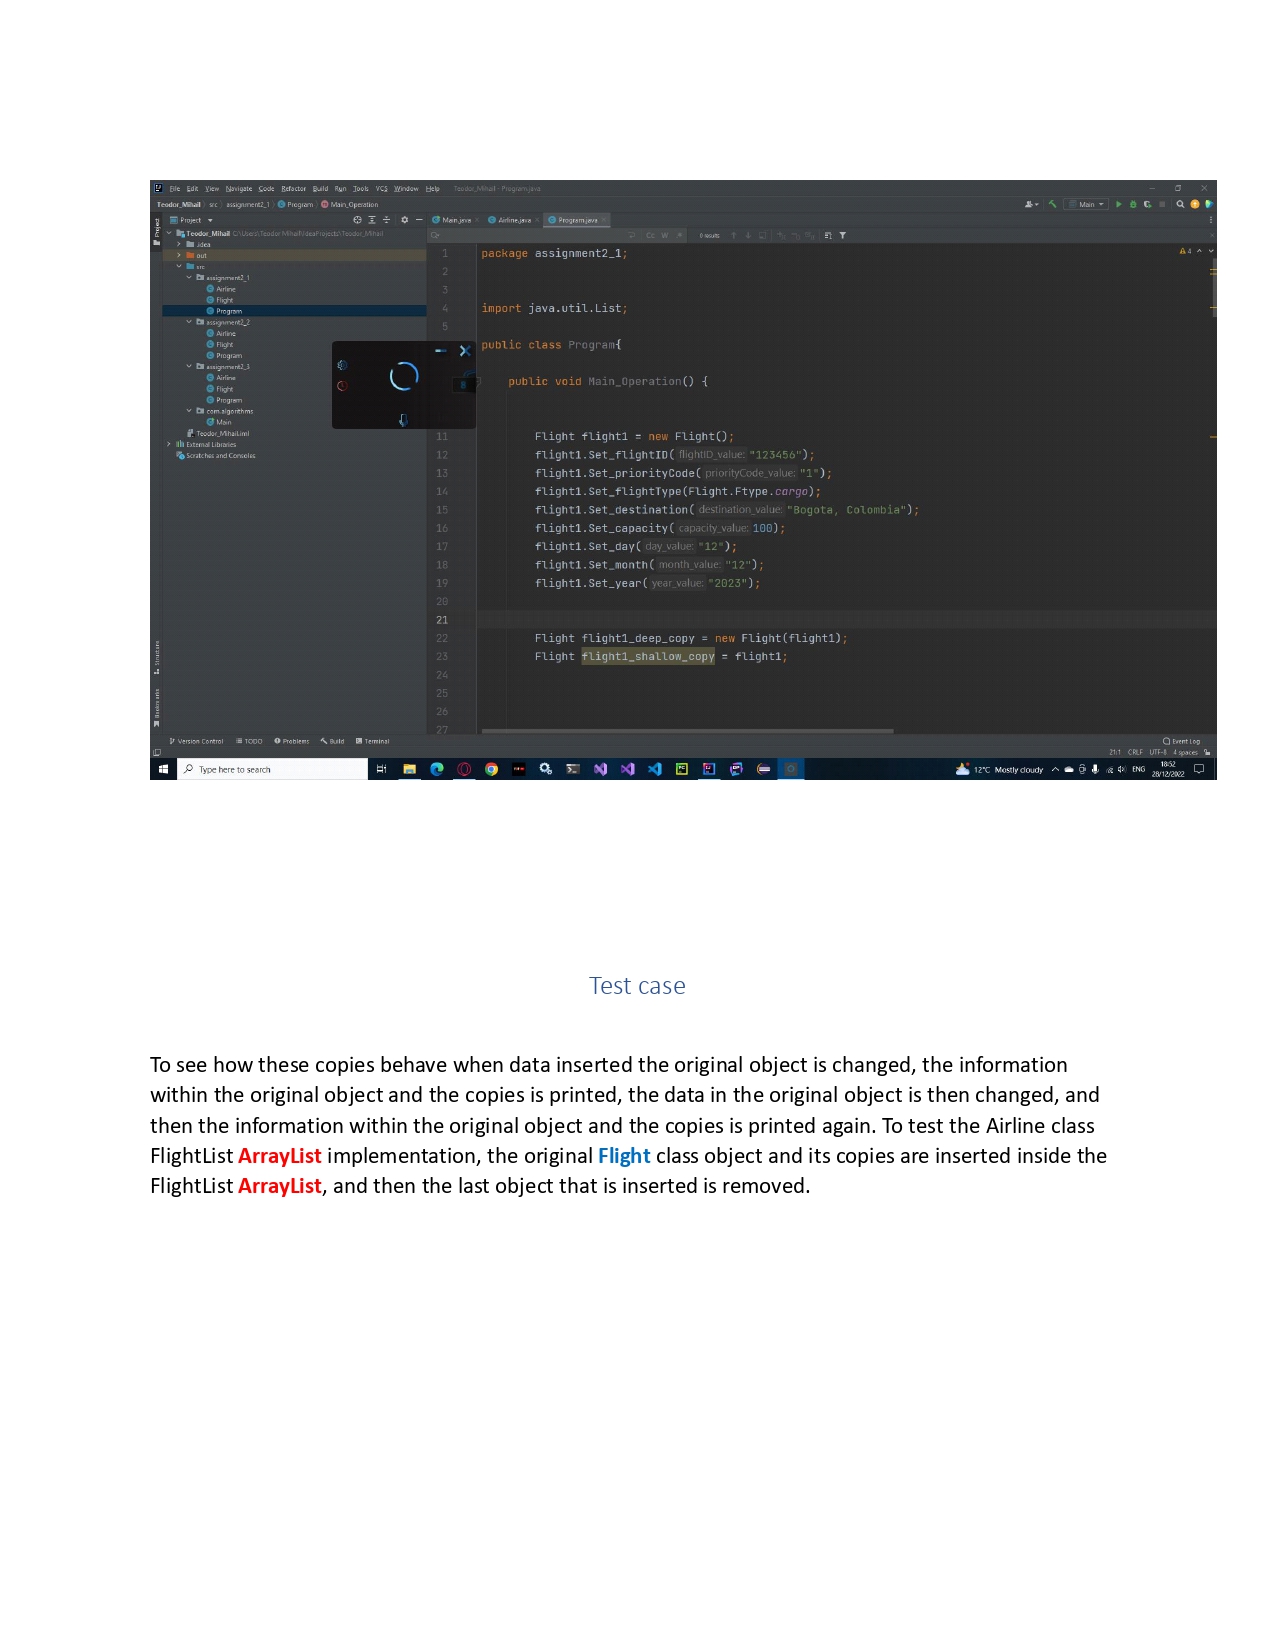 File Edit View Navigate Code Refactor Build Run Tools VCS Window Help Teodor_Mihail - Program.java
Teodor_Mihail src assignment2_1 Program Main_Operation Main
Project Main.java Airline.java Program.java
Project
Teodor_Mihail C:\Users\Teodor Mihail\IdeaProjects\Teodor_Mihail
.idea
out
src
assignment2_1
Airline
Flight
Program
assignment2_2
Airline
Flight
Program
assignment2_3
Airline
Flight
Program
com.algorithms
Main
Teodor_Mihail.iml
External Libraries
Scratches and Consoles
Structure
Bookmarks
Cc W 0 results
4
1 package assignment2_1;
2
3
4 import java.util.List;
5
public class Program{
public void Main_Operation() {
11 Flight flight1 = new Flight();
12 flight1.Set_flightID( flightID_value: "123456");
13 flight1.Set_priorityCode( priorityCode_value: "1");
14 flight1.Set_flightType(Flight.Ftype.cargo);
15 flight1.Set_destination( destination_value: "Bogota, Colombia");
16 flight1.Set_capacity( capacity_value: 100);
17 flight1.Set_day( day_value: "12");
18 flight1.Set_month( month_value: "12");
19 flight1.Set_year( year_value: "2023");
20
21
22 Flight flight1_deep_copy = new Flight(flight1);
23 Flight flight1_shallow_copy = flight1;
24
25
26
27
Version Control TODO Problems Build Terminal Event Log
21:1 CRLF UTF-8 4 spaces
Type here to search 12°C Mostly cloudy ENG 18:52
28/12/2022
Test case
To see how these copies behave when data inserted the original object is changed, the information
within the original object and the copies is printed, the data in the original object is then changed, and
then the information within the original object and the copies is printed again. To test the Airline class
FlightList ArrayList implementation, the original Flight class object and its copies are inserted inside the
FlightList ArrayList, and then the last object that is inserted is removed.